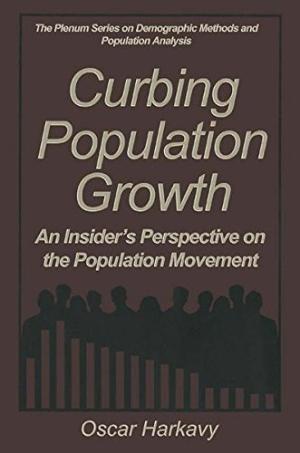 The Plenum Series on Demographic Methods and
Population Analysis
Curbing
Population
Growth
An Insider's Perspective on
the Population Movement
Oscar Harkavy